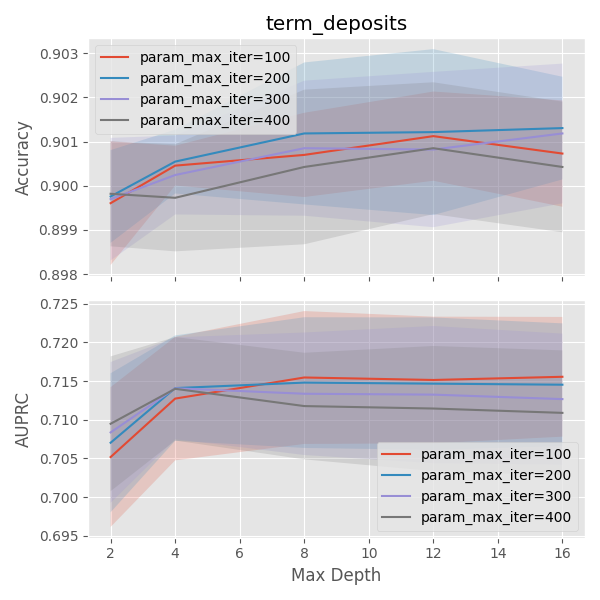 term_deposits
param_max_iter=100
param_max_iter=200
param_max_iter=300
param_max_iter=400
Accuracy
0.903
0.902
0.901
0.900
0.899
0.898
AUPRC
0.725
0.720
0.715
0.710
0.705
0.700
0.695
param_max_iter=100
param_max_iter=200
param_max_iter=300
param_max_iter=400
2 4 6 8 10 12 14 16
Max Depth